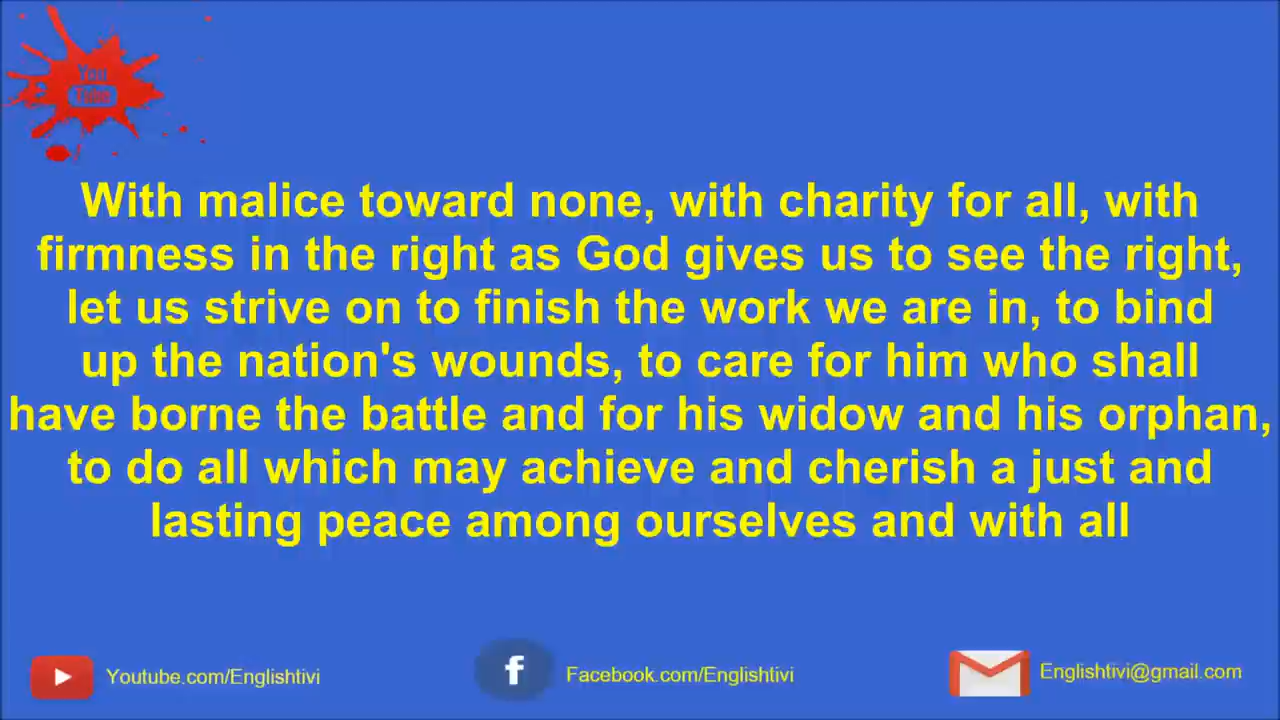 You
Tube
With malice toward none, with charity for all, with
firmness in the right as God gives us to see the right,
let us strive on to finish the work we are in, to bind
up the nation's wounds, to care for him who shall
have borne the battle and for his widow and his orphan,
to do all which may achieve and cherish a just and
lasting peace among ourselves and with all
Youtube.com/Englishtivi
f
Facebook.com/Englishtivi
Englishtivi@gmail.com